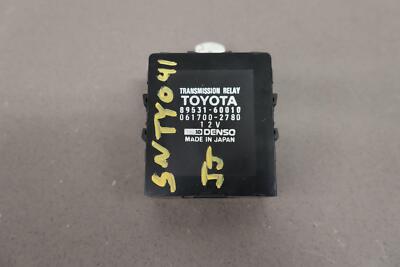 TRANSMISSION RELAY
TOYOTA
89531-60010
061700-2780
12V
DENSO
MADE IN JAPAN
SNTY041
JJ